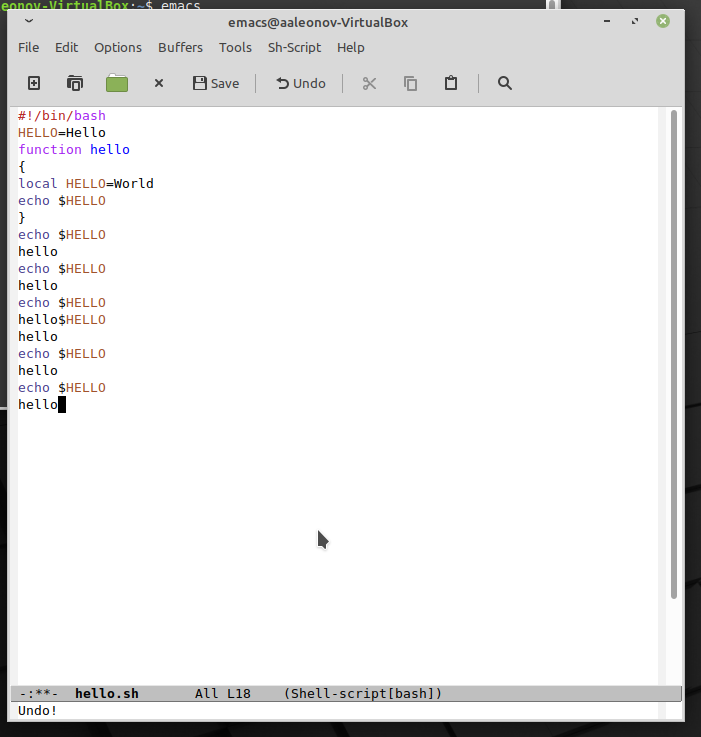 eonov-VirtualBox:~$ emacs
emacs@aaleonov-VirtualBox
File Edit Options Buffers Tools Sh-Script Help
Save Undo
#!/bin/bash
HELLO=Hello
function hello
{
local HELLO=World
echo $HELLO
}
echo $HELLO
hello
echo $HELLO
hello
echo $HELLO
hello$HELLO
hello
echo $HELLO
hello
echo $HELLO
hello
-:**- hello.sh All L18 (Shell-script[bash])
Undo!